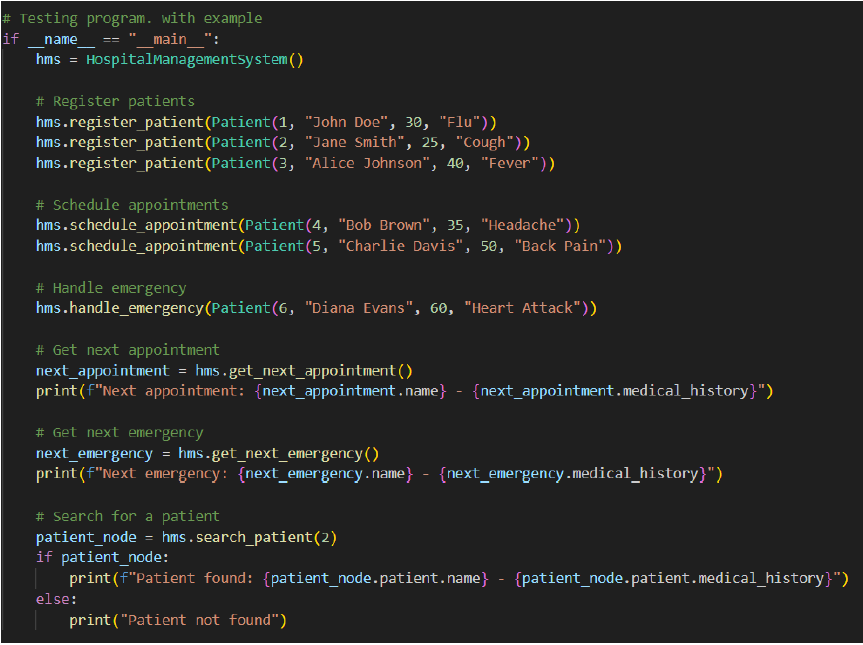 # Testing program. with example
if __name__ == "__main__":
    hms = HospitalManagementSystem()

    # Register patients
    hms.register_patient(Patient(1, "John Doe", 30, "Flu"))
    hms.register_patient(Patient(2, "Jane Smith", 25, "Cough"))
    hms.register_patient(Patient(3, "Alice Johnson", 40, "Fever"))

    # Schedule appointments
    hms.schedule_appointment(Patient(4, "Bob Brown", 35, "Headache"))
    hms.schedule_appointment(Patient(5, "Charlie Davis", 50, "Back Pain"))

    # Handle emergency
    hms.handle_emergency(Patient(6, "Diana Evans", 60, "Heart Attack"))

    # Get next appointment
    next_appointment = hms.get_next_appointment()
    print(f"Next appointment: {next_appointment.name} - {next_appointment.medical_history}")

    # Get next emergency
    next_emergency = hms.get_next_emergency()
    print(f"Next emergency: {next_emergency.name} - {next_emergency.medical_history}")

    # Search for a patient
    patient_node = hms.search_patient(2)
    if patient_node:
        print(f"Patient found: {patient_node.patient.name} - {patient_node.patient.medical_history}")
    else:
        print("Patient not found")